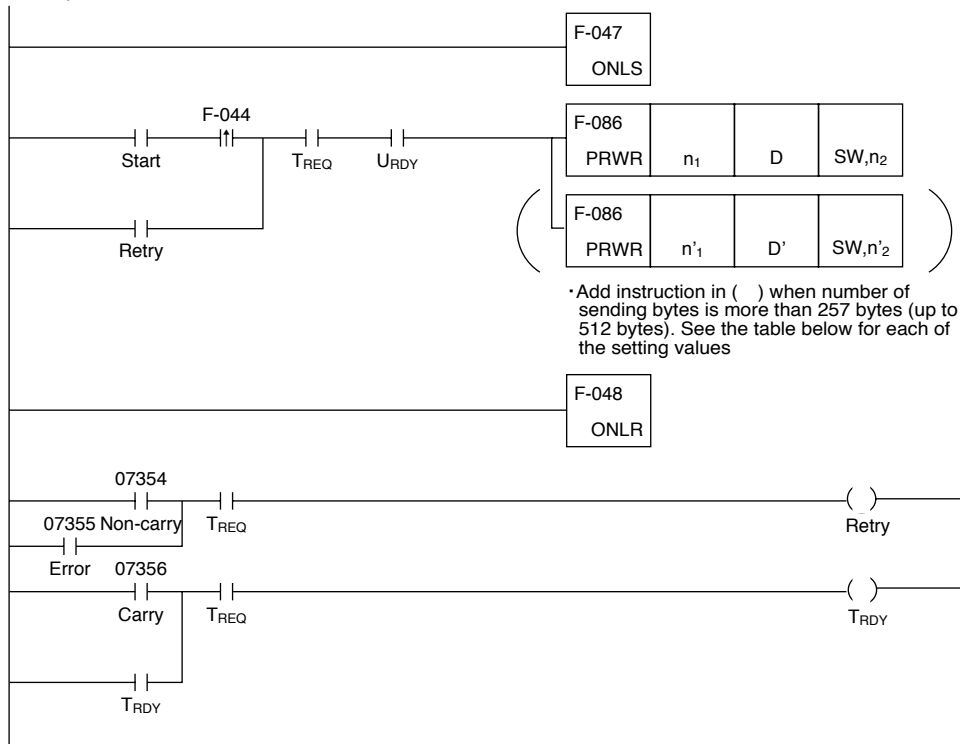 F-047
ONLS
F-044
Start
TREQ
URDY
F-086
PRWR n1 D SW,n2
Retry
F-086
PRWR n'1 D' SW,n'2
･Add instruction in ( ) when number of
sending bytes is more than 257 bytes (up to
512 bytes). See the table below for each of
the setting values
F-048
ONLR
07354
07355 Non-carry TREQ Retry
Error 07356
Carry TREQ TRDY
TRDY